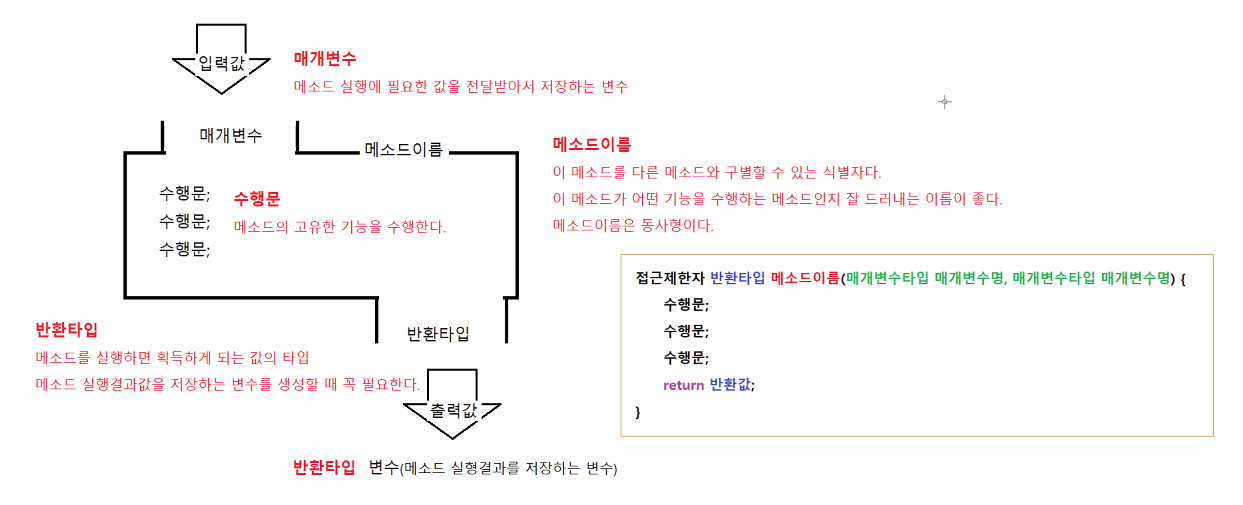 입력값
매개변수
메소드 실행에 필요한 값을 전달받아서 저장하는 변수
매개변수
메소드이름
메소드이름
이 메소드를 다른 메소드와 구별할 수 있는 식별자다.
이 메소드가 어떤 기능을 수행하는 메소드인지 잘 드러내는 이름이 좋다.
메소드이름은 동사형이다.
수행문;
수행문;
수행문;
수행문
메소드의 고유한 기능을 수행한다.
접근제한자 반환타입 메소드이름(매개변수타입 매개변수명, 매개변수타입 매개변수명) {
수행문;
수행문;
수행문;
return 반환값;
}
반환타입
반환타입
메소드를 실행하면 획득하게 되는 값의 타입
메소드 실행결과값을 저장하는 변수를 생성할 때 꼭 필요한다.
출력값
반환타입 변수(메소드 실형결과를 저장하는 변수)